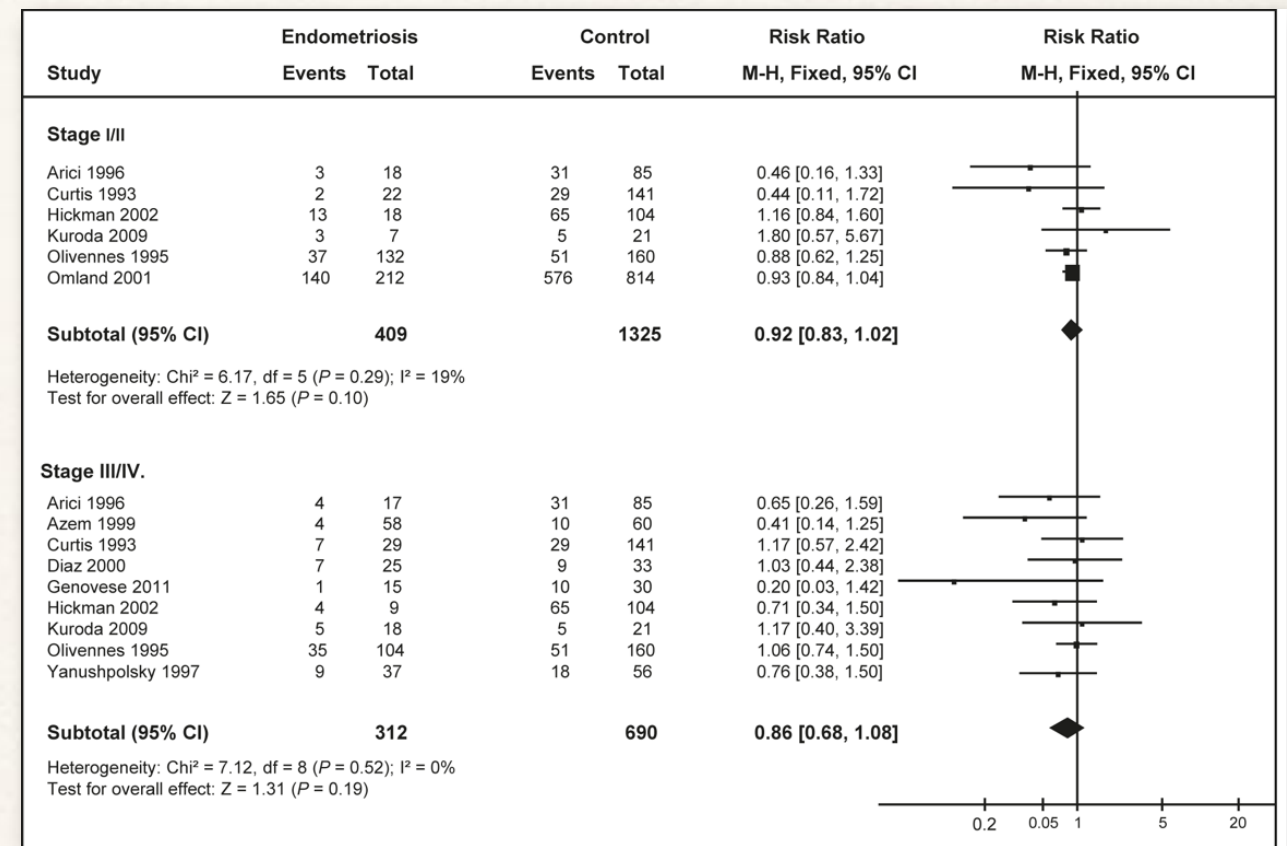 Endometriosis Control Risk Ratio Risk Ratio
Study Events Total Events Total M-H, Fixed, 95% CI M-H, Fixed, 95% CI
Stage I/II
Arici 1996 3 18 31 85 0.46 [0.16, 1.33]
Curtis 1993 2 22 29 141 0.44 [0.11, 1.72]
Hickman 2002 13 18 65 104 1.16 [0.84, 1.60]
Kuroda 2009 3 7 5 21 1.80 [0.57, 5.67]
Olivennes 1995 37 132 51 160 0.88 [0.62, 1.25]
Omland 2001 140 212 576 814 0.93 [0.84, 1.04]
Subtotal (95% CI) 409 1325 0.92 [0.83, 1.02]
Heterogeneity: Chi² = 6.17, df = 5 (P = 0.29); I² = 19%
Test for overall effect: Z = 1.65 (P = 0.10)
Stage III/IV.
Arici 1996 4 17 31 85 0.65 [0.26, 1.59]
Azem 1999 4 58 10 60 0.41 [0.14, 1.25]
Curtis 1993 7 29 29 141 1.17 [0.57, 2.42]
Diaz 2000 7 25 9 33 1.03 [0.44, 2.38]
Genovese 2011 1 15 10 30 0.20 [0.03, 1.42]
Hickman 2002 4 9 65 104 0.71 [0.34, 1.50]
Kuroda 2009 5 18 5 21 1.17 [0.40, 3.39]
Olivennes 1995 35 104 51 160 1.06 [0.74, 1.50]
Yanushpolsky 1997 9 37 18 56 0.76 [0.38, 1.50]
Subtotal (95% CI) 312 690 0.86 [0.68, 1.08]
Heterogeneity: Chi² = 7.12, df = 8 (P = 0.52); I² = 0%
Test for overall effect: Z = 1.31 (P = 0.19)
0.2 0.05 1 5 20